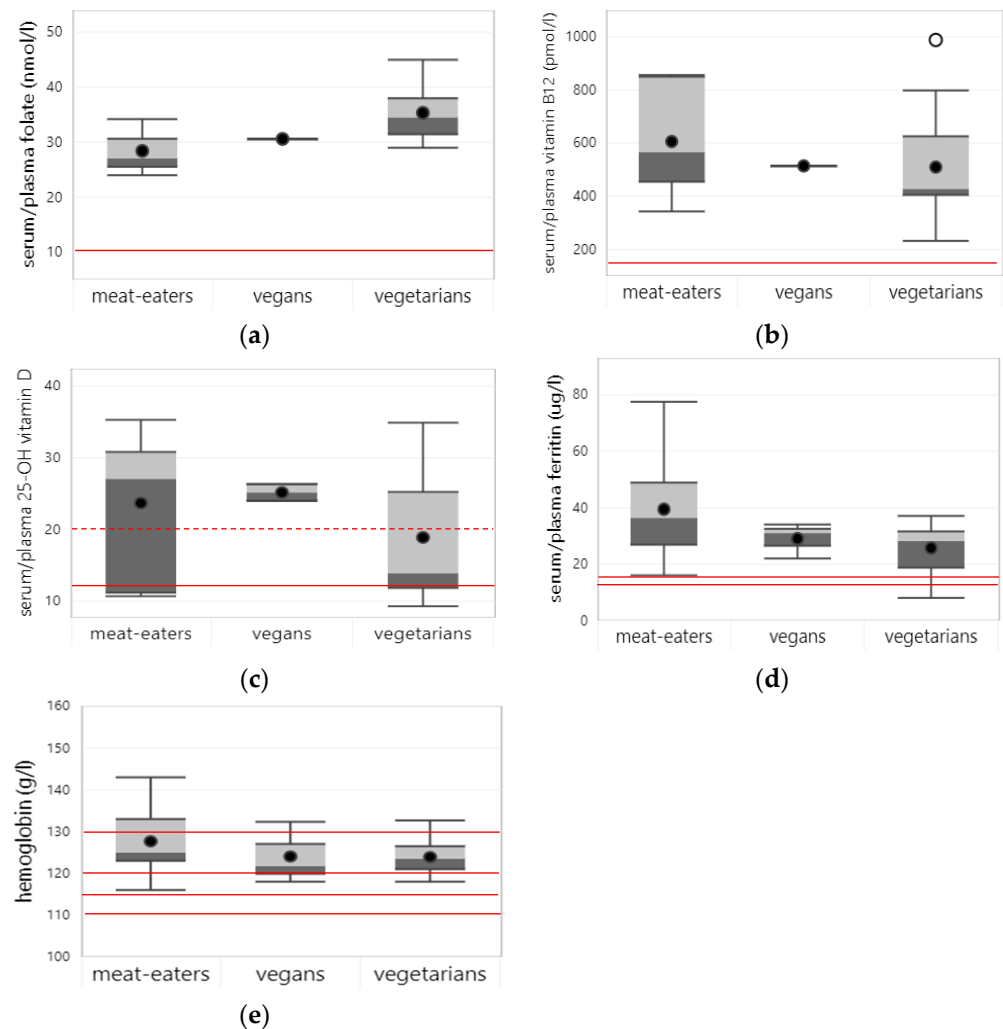 serum/plasma folate (nmol/l)
50
40
30
20
10
meat-eaters
vegans
vegetarians
(a)
serum/plasma vitamin B12 (pmol/l)
1000
800
600
400
200
meat-eaters
vegans
vegetarians
(b)
serum/plasma 25-OH vitamin D
40
30
20
10
meat-eaters
vegans
vegetarians
(c)
serum/plasma ferritin (ug/l)
80
60
40
20
0
meat-eaters
vegans
vegetarians
(d)
hemoglobin (g/l)
160
150
140
130
120
110
100
meat-eaters
vegans
vegetarians
(e)